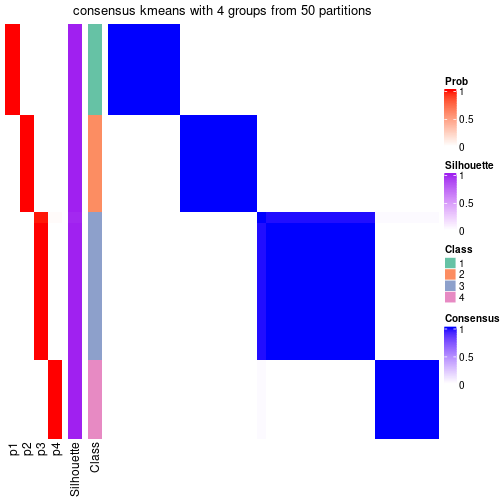 consensus kmeans with 4 groups from 50 partitions
Prob
1
0.5
0
Silhouette
1
0.5
0
Class
1
2
3
4
Consensus
1
0.5
0
p1
p2
p3
p4
Silhouette
Class